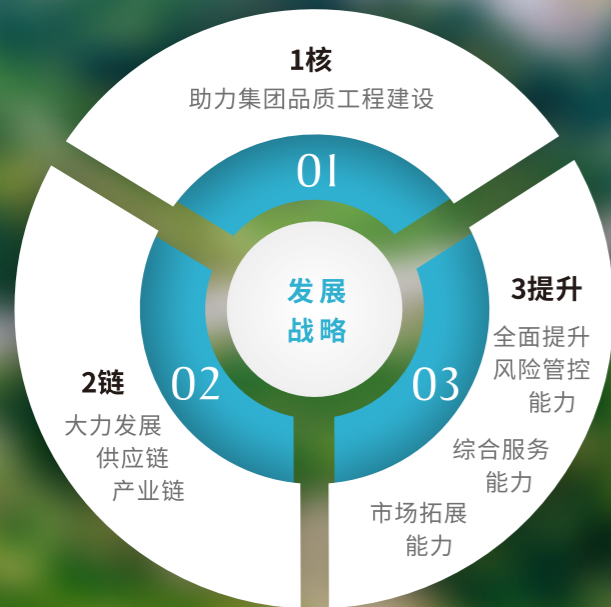 1核
助力集团品质工程建设
01
发展
战略
02
2链
大力发展
供应链
产业链
03
3提升
全面提升
风险管控
能力
综合服务
能力
市场拓展
能力